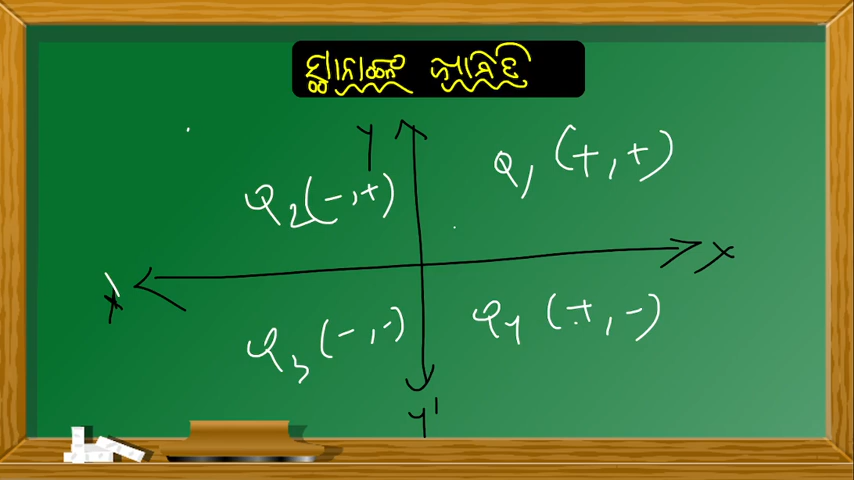 ସ୍ଥାନାଙ୍କ ଜ୍ୟାମିତି
Y
Q1 (+,+)
Q2 (-,+)
X
X'
Q3 (-,-)
Q4 (+,-)
Y'